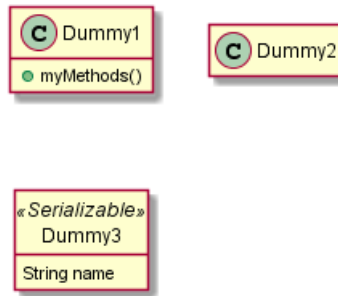 C Dummy1
myMethods()
C Dummy2
«Serializable»
Dummy3
String name